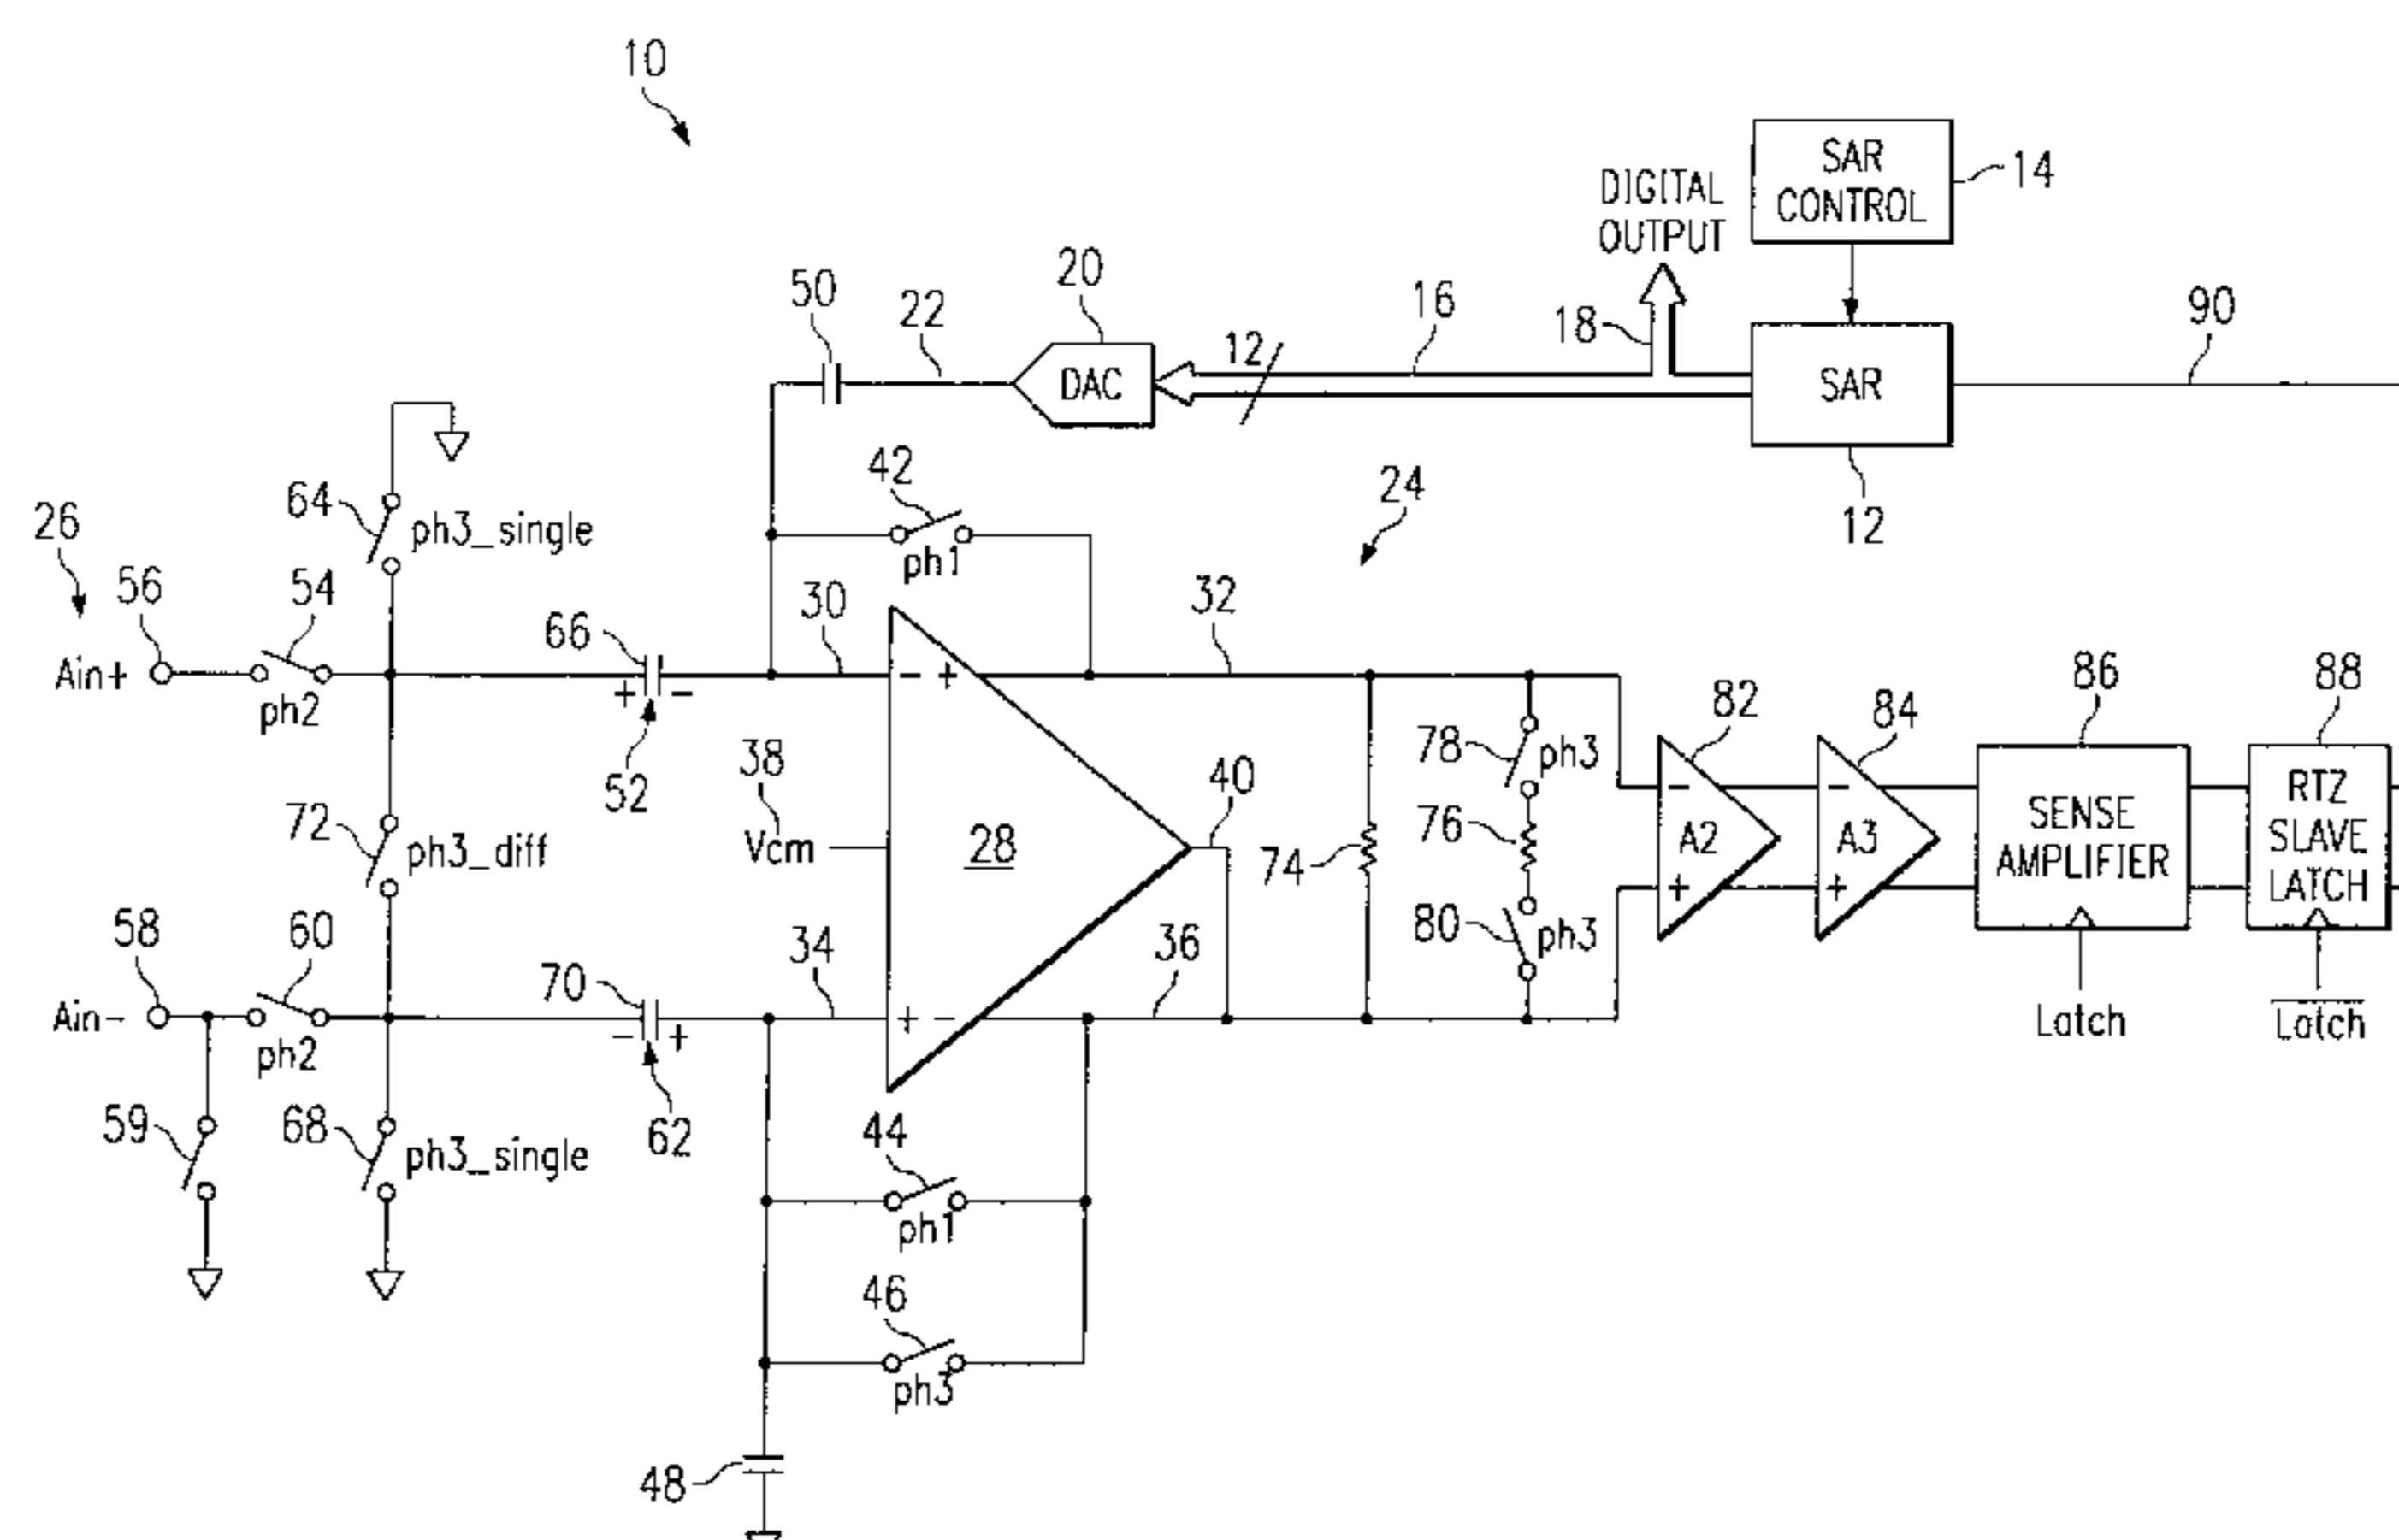 10
SAR
CONTROL
14
DIGITAL
OUTPUT
50
22
20
DAC
12
16
18
SAR
90
12
42
ph1
24
64
ph3_single
26
56
54
Ain+
ph2
66
+ -
52
30
- +
32
38
Vcm
28
40
72
ph3_diff
74
78
ph3
76
80
ph3
82
- A2 +
84
- A3 +
86
SENSE
AMPLIFIER
Latch
88
RTZ
SLAVE
LATCH
L̅a̅t̅c̅h̅
58
60
Ain-
ph2
70
- +
62
34
+ -
36
59
68
ph3_single
44
ph1
46
ph3
48